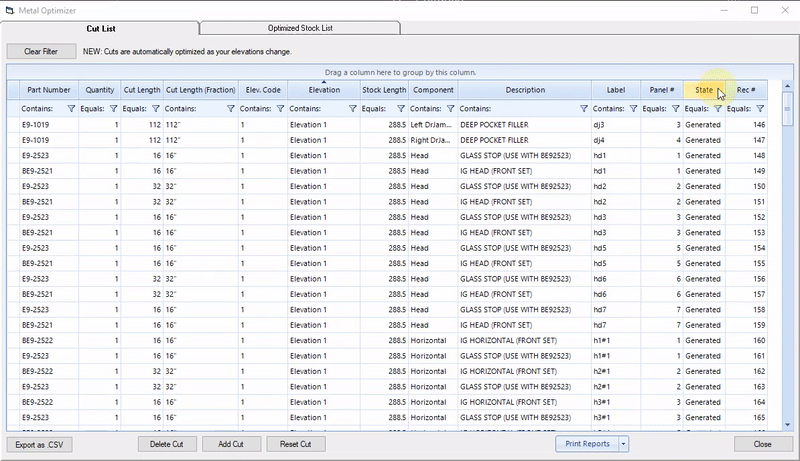 Metal Optimizer
Cut List
Optimized Stock List
Clear Filter
NEW: Cuts are automatically optimized as your elevations change.
Drag a column here to group by this column.
Part Number Quantity Cut Length Cut Length (Fraction) Elev. Code Elevation Stock Length Component Description Label Panel # State Rec #
Contains: Equals: Equals: Contains: Contains: Contains: Equals: Contains: Contains: Contains: Equals: Equals: Equals:
E9-1019 1 112 112" 1 Elevation 1 288.5 Left DrJam... DEEP POCKET FILLER dj3 3 Generated 146
E9-1019 1 112 112" 1 Elevation 1 288.5 Right DrJa... DEEP POCKET FILLER dj4 4 Generated 147
E9-2523 1 16 16" 1 Elevation 1 288.5 Head GLASS STOP (USE WITH BE92523) hd1 1 Generated 148
BE9-2521 1 16 16" 1 Elevation 1 288.5 Head IG HEAD (FRONT SET) hd1 1 Generated 149
E9-2523 1 32 32" 1 Elevation 1 288.5 Head GLASS STOP (USE WITH BE92523) hd2 2 Generated 150
BE9-2521 1 32 32" 1 Elevation 1 288.5 Head IG HEAD (FRONT SET) hd2 2 Generated 151
E9-2523 1 16 16" 1 Elevation 1 288.5 Head GLASS STOP (USE WITH BE92523) hd3 3 Generated 152
BE9-2521 1 16 16" 1 Elevation 1 288.5 Head IG HEAD (FRONT SET) hd3 3 Generated 153
E9-2523 1 16 16" 1 Elevation 1 288.5 Head GLASS STOP (USE WITH BE92523) hd5 5 Generated 154
BE9-2521 1 16 16" 1 Elevation 1 288.5 Head IG HEAD (FRONT SET) hd5 5 Generated 155
E9-2523 1 32 32" 1 Elevation 1 288.5 Head GLASS STOP (USE WITH BE92523) hd6 6 Generated 156
BE9-2521 1 32 32" 1 Elevation 1 288.5 Head IG HEAD (FRONT SET) hd6 6 Generated 157
E9-2523 1 16 16" 1 Elevation 1 288.5 Head GLASS STOP (USE WITH BE92523) hd7 7 Generated 158
BE9-2521 1 16 16" 1 Elevation 1 288.5 Head IG HEAD (FRONT SET) hd7 7 Generated 159
BE9-2522 1 16 16" 1 Elevation 1 288.5 Horizontal IG HORIZONTAL (FRONT SET) h1#1 1 Generated 160
E9-2523 1 16 16" 1 Elevation 1 288.5 Horizontal GLASS STOP (USE WITH BE92523) h1#1 1 Generated 161
BE9-2522 1 32 32" 1 Elevation 1 288.5 Horizontal IG HORIZONTAL (FRONT SET) h2#1 2 Generated 162
E9-2523 1 32 32" 1 Elevation 1 288.5 Horizontal GLASS STOP (USE WITH BE92523) h2#1 2 Generated 163
BE9-2522 1 16 16" 1 Elevation 1 288.5 Horizontal IG HORIZONTAL (FRONT SET) h3#1 3 Generated 164
E9-2523 1 16 16" 1 Elevation 1 288.5 Horizontal GLASS STOP (USE WITH BE92523) h3#1 3 Generated 165
Export as .CSV
Delete Cut
Add Cut
Reset Cut
Print Reports
Close